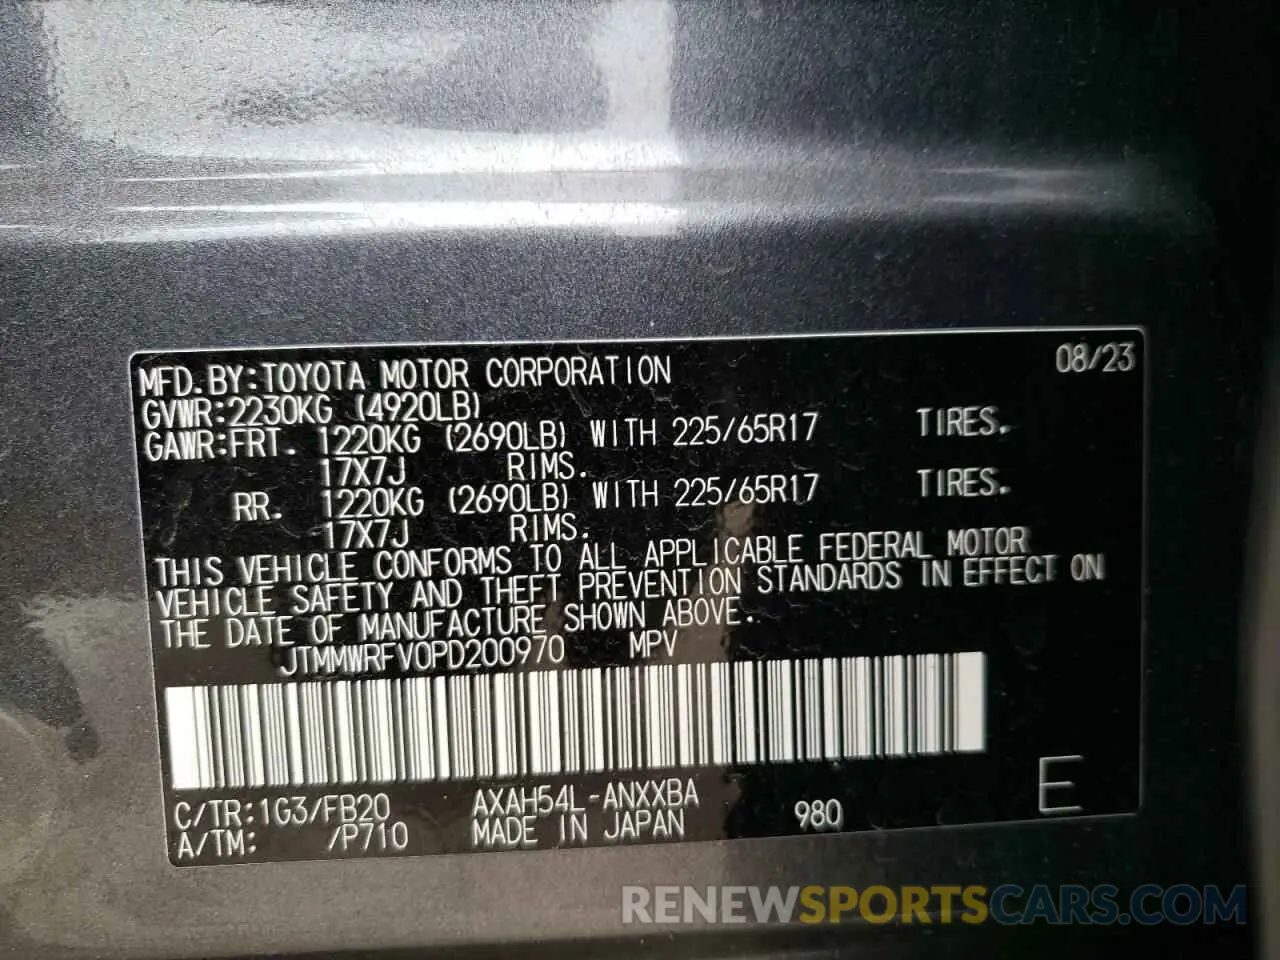 MFD.BY:TOYOTA MOTOR CORPORATION 08/23
GVWR:2230KG (4920LB)
GAWR:FRT. 1220KG (2690LB) WITH 225/65R17 TIRES.
17X7J RIMS.
RR. 1220KG (2690LB) WITH 225/65R17 TIRES.
17X7J RIMS.
THIS VEHICLE CONFORMS TO ALL APPLICABLE FEDERAL MOTOR
VEHICLE SAFETY AND THEFT PREVENTION STANDARDS IN EFFECT ON
THE DATE OF MANUFACTURE SHOWN ABOVE.
JTMMWRFV0PD200970 MPV
C/TR:1G3/FB20 AXAH54L-ANXXBA 980 E
A/TM: /P710 MADE IN JAPAN
RENEWSPORTSCARS.COM